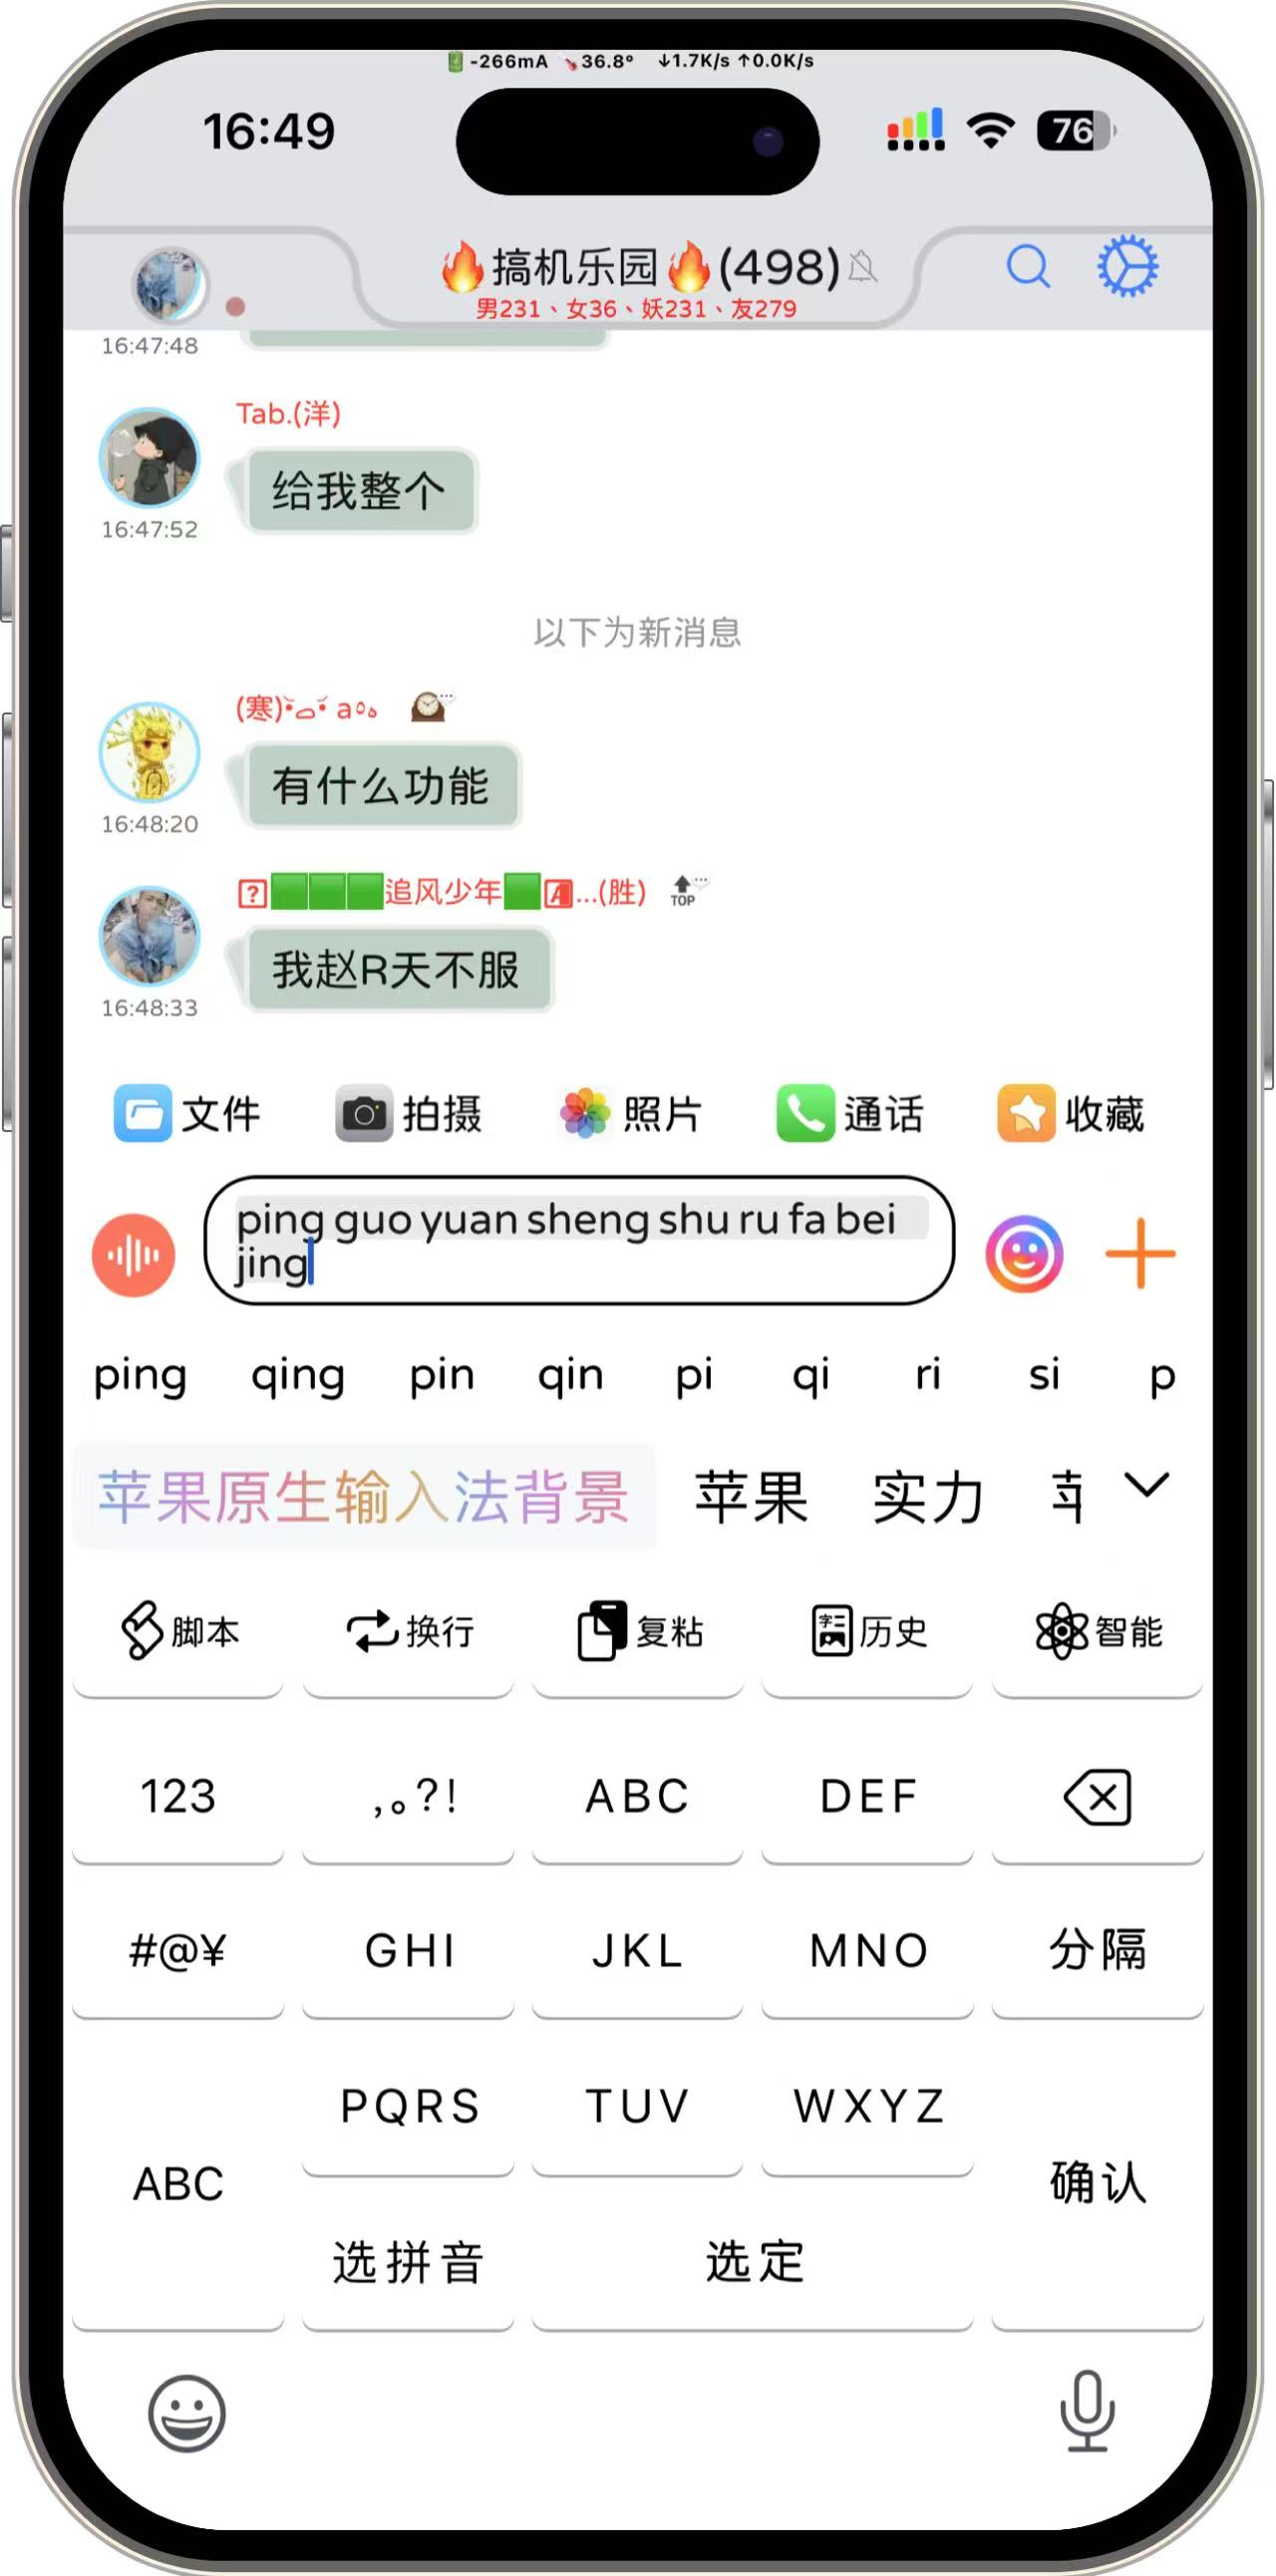 -266mA 36.8° ↓1.7K/s ↑0.0K/s
16:49
76
🔥搞机乐园🔥(498)
男231、女36、妖231、友279
16:47:48
Tab.(洋)
给我整个
16:47:52
以下为新消息
(寒)
有什么功能
16:48:20
追风少年...(胜) TOP
我赵R天不服
16:48:33
文件 拍摄 照片 通话 收藏
ping guo yuan sheng shu ru fa bei
jing
ping qing pin qin pi qi ri si p
苹果原生输入法背景 苹果 实力
脚本 换行 复粘 历史 智能
123 ,。?! ABC DEF
#@¥ GHI JKL MNO 分隔
PQRS TUV WXYZ
ABC 确认
选拼音 选定